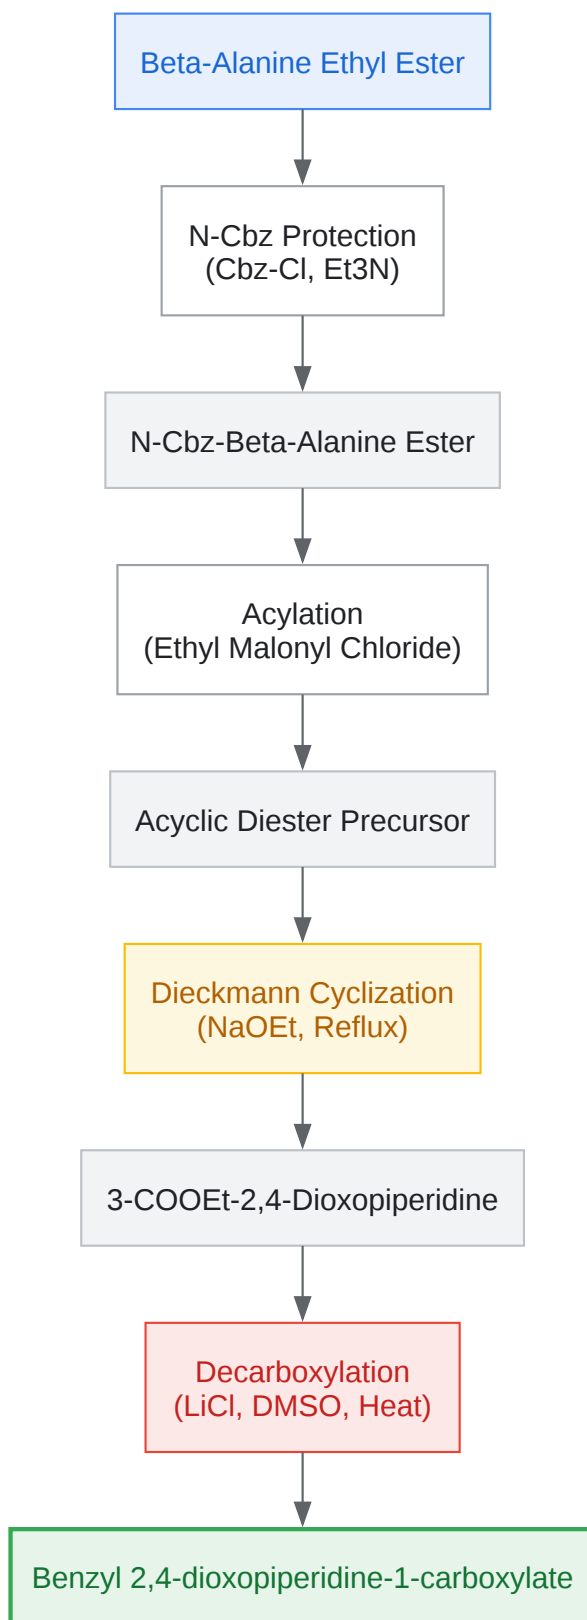 Beta-Alanine Ethyl Ester
N-Cbz Protection
(Cbz-Cl, Et3N)
N-Cbz-Beta-Alanine Ester
Acylation
(Ethyl Malonyl Chloride)
Acyclic Diester Precursor
Dieckmann Cyclization
(NaOEt, Reflux)
3-COOEt-2,4-Dioxopiperidine
Decarboxylation
(LiCl, DMSO, Heat)
Benzyl 2,4-dioxopiperidine-1-carboxylate